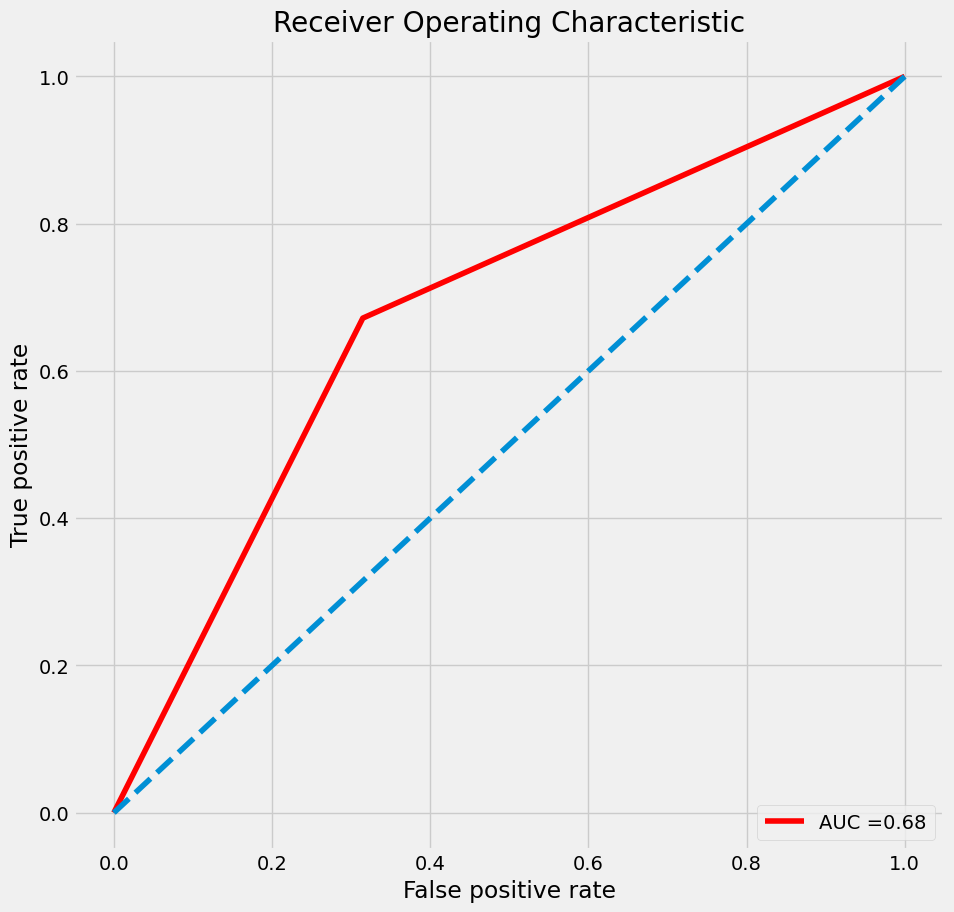 Receiver Operating Characteristic
1.0
0.8
0.6
0.4
0.2
0.0
True positive rate
0.0 0.2 0.4 0.6 0.8 1.0
False positive rate
AUC =0.68